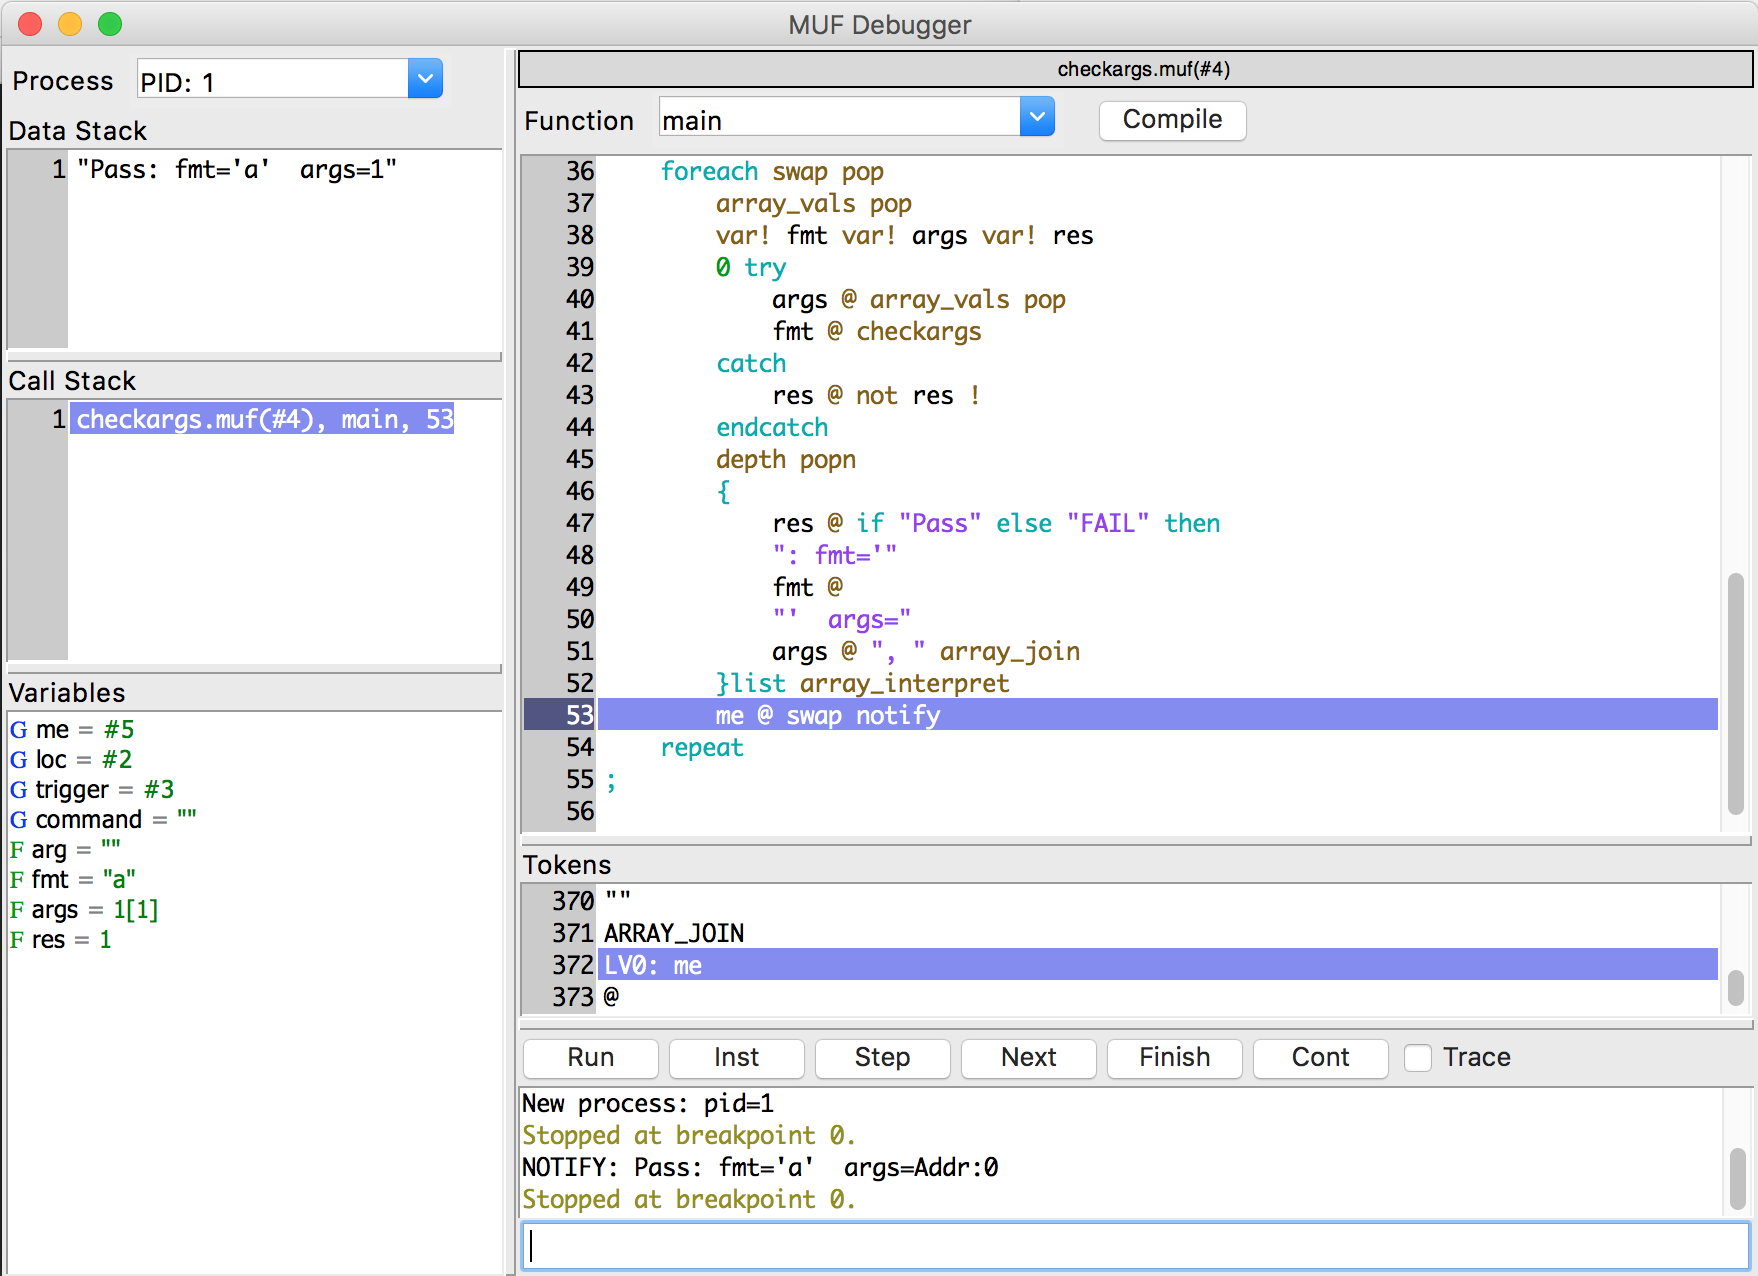 MUF Debugger
Process PID: 1
Data Stack
1 "Pass: fmt='a'  args=1"
Call Stack
1 checkargs.muf(#4), main, 53
Variables
G me = #5
G loc = #2
G trigger = #3
G command = ""
F arg = ""
F fmt = "a"
F args = 1[1]
F res = 1
checkargs.muf(#4)
Function main Compile
36     foreach swap pop
37         array_vals pop
38         var! fmt var! args var! res
39         0 try
40             args @ array_vals pop
41             fmt @ checkargs
42         catch
43             res @ not res !
44         endcatch
45         depth popn
46         {
47             res @ if "Pass" else "FAIL" then
48             ": fmt='"
49             fmt @
50             "'  args="
51             args @ ", " array_join
52         }list array_interpret
53         me @ swap notify
54     repeat
55 ;
56
Tokens
370 ""
371 ARRAY_JOIN
372 LV0: me
373 @
Run Inst Step Next Finish Cont Trace
New process: pid=1
Stopped at breakpoint 0.
NOTIFY: Pass: fmt='a'  args=Addr:0
Stopped at breakpoint 0.